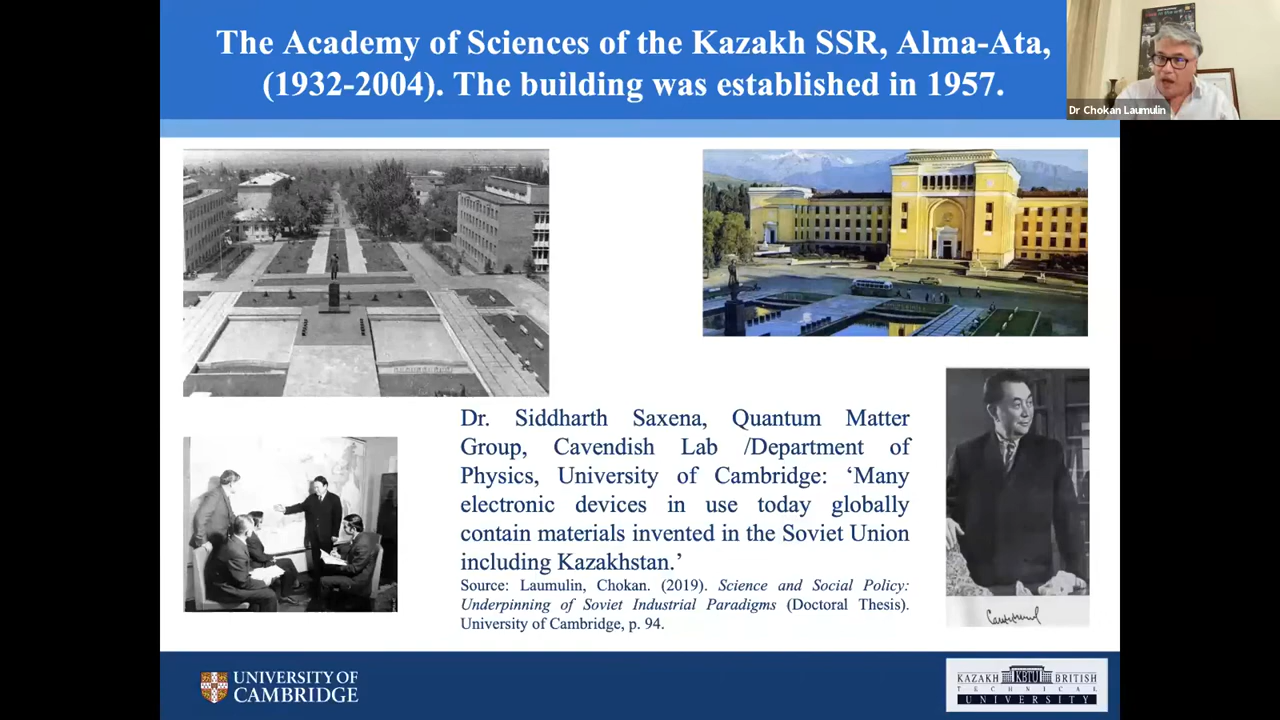 The Academy of Sciences of the Kazakh SSR, Alma-Ata,
(1932-2004). The building was established in 1957.
Dr Chokan Laumulin
Dr. Siddharth Saxena, Quantum Matter
Group, Cavendish Lab /Department of
Physics, University of Cambridge: ‘Many
electronic devices in use today globally
contain materials invented in the Soviet Union
including Kazakhstan.’
Source: Laumulin, Chokan. (2019). Science and Social Policy:
Underpinning of Soviet Industrial Paradigms (Doctoral Thesis).
University of Cambridge, p. 94.
UNIVERSITY OF
CAMBRIDGE
KAZAKH KBTU BRITISH
TECHNICAL
UNIVERSITY